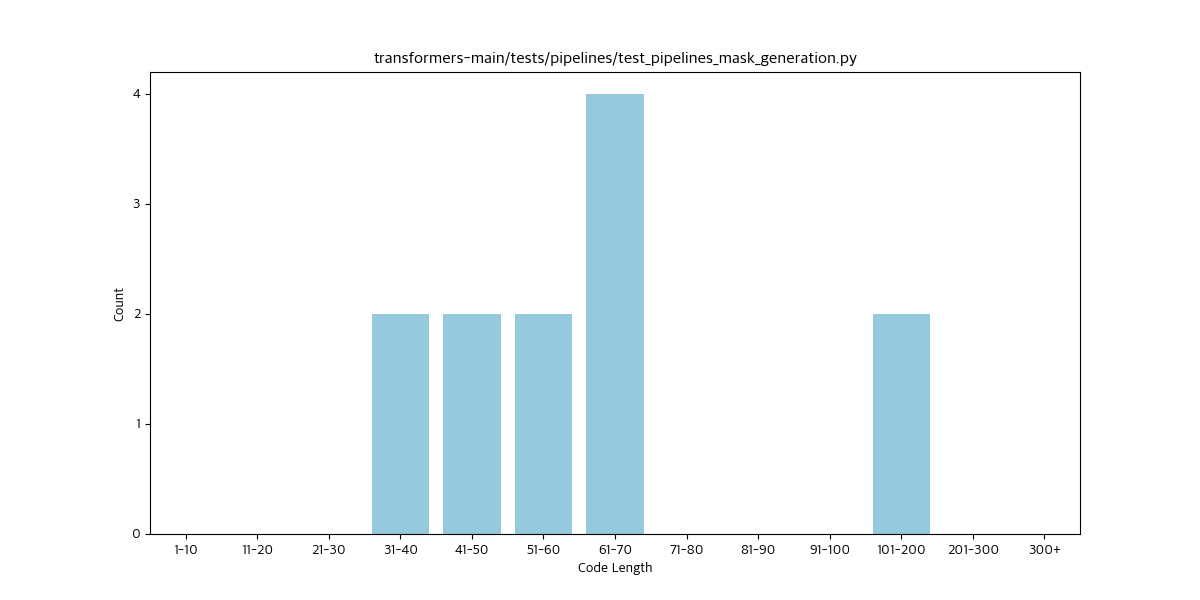 transformers-main/tests/pipelines/test_pipelines_mask_generation.py
4
3
2
1
0
Count
1-10 11-20 21-30 31-40 41-50 51-60 61-70 71-80 81-90 91-100 101-200 201-300 300+
Code Length